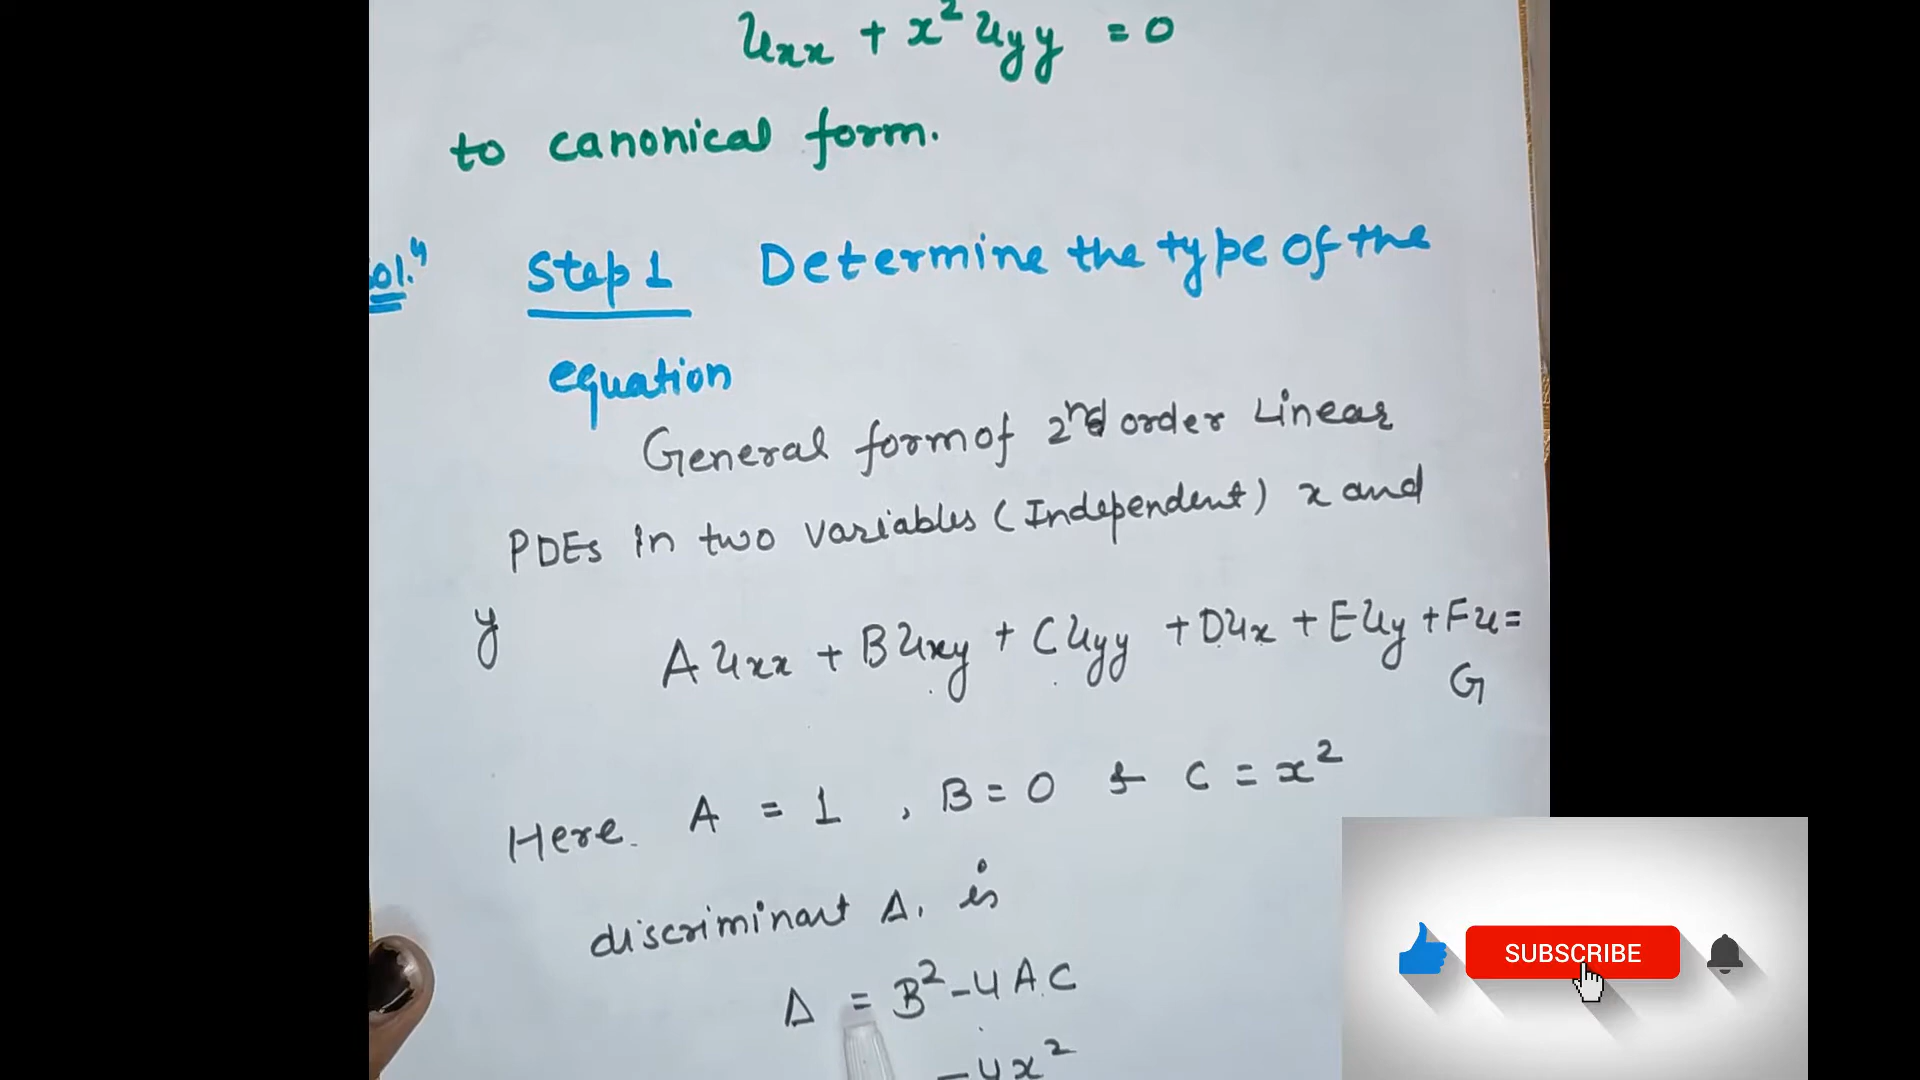 uxx + x² uyy = 0
to canonical form.
Sol.ⁿ Step 1 Determine the type of the
equation
General form of 2nd order Linear
PDEs in two variables (Independent) x and
y A uxx + B uxy + C uyy + D ux + E uy + F u =
G
Here A = 1 , B = 0 & C = x²
discriminant Δ, is
Δ = B² - 4AC
- 4x²
SUBSCRIBE